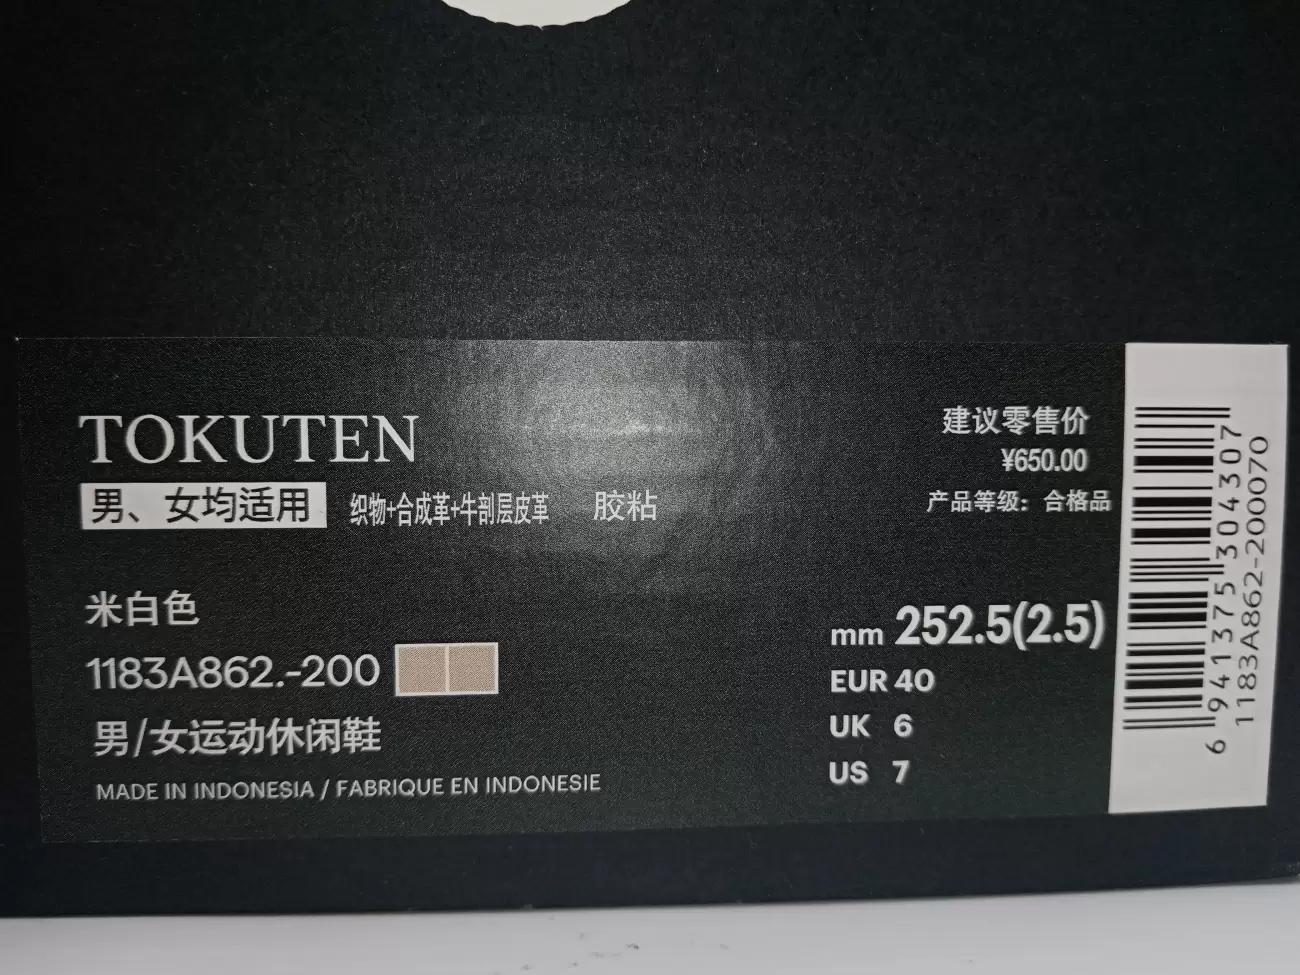 TOKUTEN
男、女均适用 织物+合成革+牛剖层皮革 胶粘
米白色
1183A862.-200
男/女运动休闲鞋
MADE IN INDONESIA / FABRIQUE EN INDONESIE
建议零售价
¥650.00
产品等级：合格品
mm 252.5(2.5)
EUR 40
UK 6
US 7
6 941375 304307
1183A862-200070